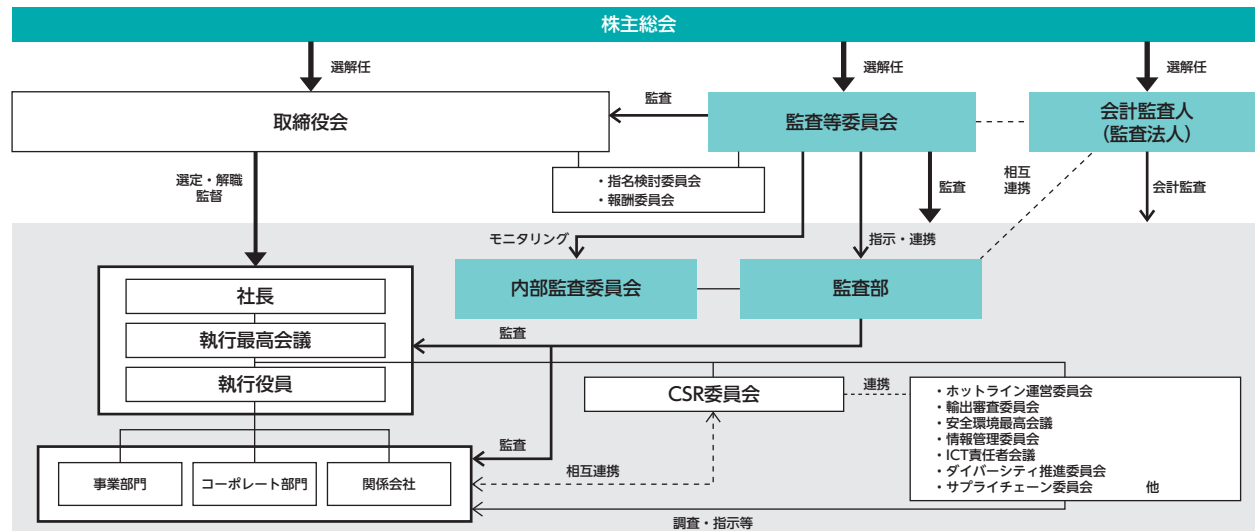 株主総会
選解任
選解任
選解任
取締役会
監査
監査等委員会
会計監査人
（監査法人）
・指名検討委員会
・報酬委員会
選定・解職
監督
監査
相互
連携
会計監査
モニタリング
指示・連携
内部監査委員会
監査部
社長
執行最高会議
執行役員
監査
CSR委員会
連携
・ホットライン運営委員会
・輸出審査委員会
・安全環境最高会議
・情報管理委員会
・ICT責任者会議
・ダイバーシティ推進委員会
・サプライチェーン委員会　　　他
監査
相互連携
事業部門
コーポレート部門
関係会社
調査・指示等